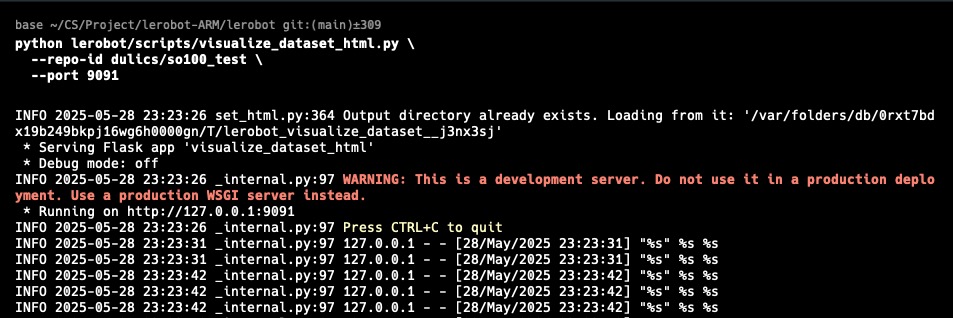 base ~/CS/Project/lerobot-ARM/lerobot git:(main)±309
python lerobot/scripts/visualize_dataset_html.py \
  --repo-id dulics/so100_test \
  --port 9091
INFO 2025-05-28 23:23:26 set_html.py:364 Output directory already exists. Loading from it: '/var/folders/db/0rxt7bd
x19b249bkpj16wg6h0000gn/T/lerobot_visualize_dataset__j3nx3sj'
 * Serving Flask app 'visualize_dataset_html'
 * Debug mode: off
INFO 2025-05-28 23:23:26 _internal.py:97 WARNING: This is a development server. Do not use it in a production deplo
yment. Use a production WSGI server instead.
 * Running on http://127.0.0.1:9091
INFO 2025-05-28 23:23:26 _internal.py:97 Press CTRL+C to quit
INFO 2025-05-28 23:23:31 _internal.py:97 127.0.0.1 - - [28/May/2025 23:23:31] "%s" %s %s
INFO 2025-05-28 23:23:31 _internal.py:97 127.0.0.1 - - [28/May/2025 23:23:31] "%s" %s %s
INFO 2025-05-28 23:23:42 _internal.py:97 127.0.0.1 - - [28/May/2025 23:23:42] "%s" %s %s
INFO 2025-05-28 23:23:42 _internal.py:97 127.0.0.1 - - [28/May/2025 23:23:42] "%s" %s %s
INFO 2025-05-28 23:23:42 _internal.py:97 127.0.0.1 - - [28/May/2025 23:23:42] "%s" %s %s